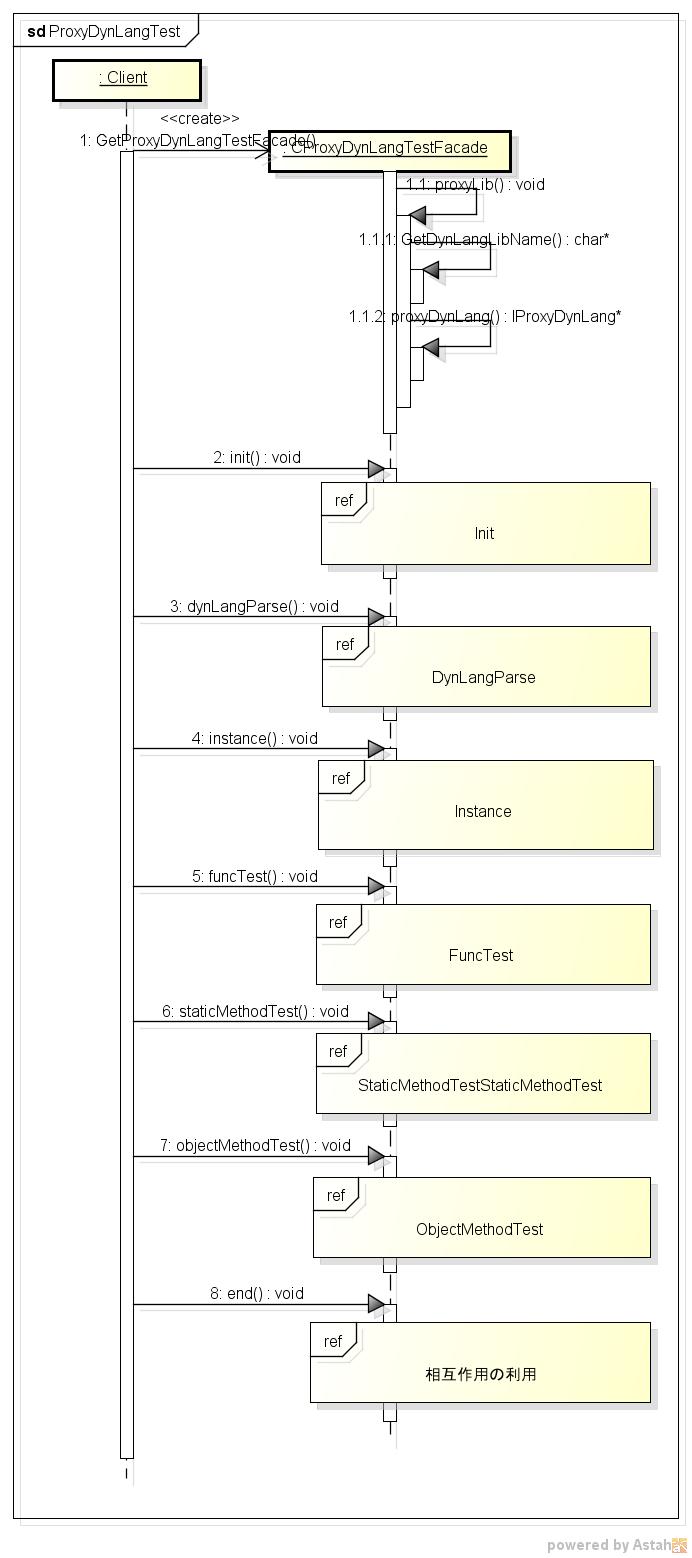 sd ProxyDynLangTest
: Client
<<create>>
1: GetProxyDynLangTestFacade()
: CProxyDynLangTestFacade
1.1: proxyLib() : void
1.1.1: GetDynLangLibName() : char*
1.1.2: proxyDynLang() : IProxyDynLang*
2: init() : void
ref
Init
3: dynLangParse() : void
ref
DynLangParse
4: instance() : void
ref
Instance
5: funcTest() : void
ref
FuncTest
6: staticMethodTest() : void
ref
StaticMethodTestStaticMethodTest
7: objectMethodTest() : void
ref
ObjectMethodTest
8: end() : void
ref
相互作用の利用
powered by Astah